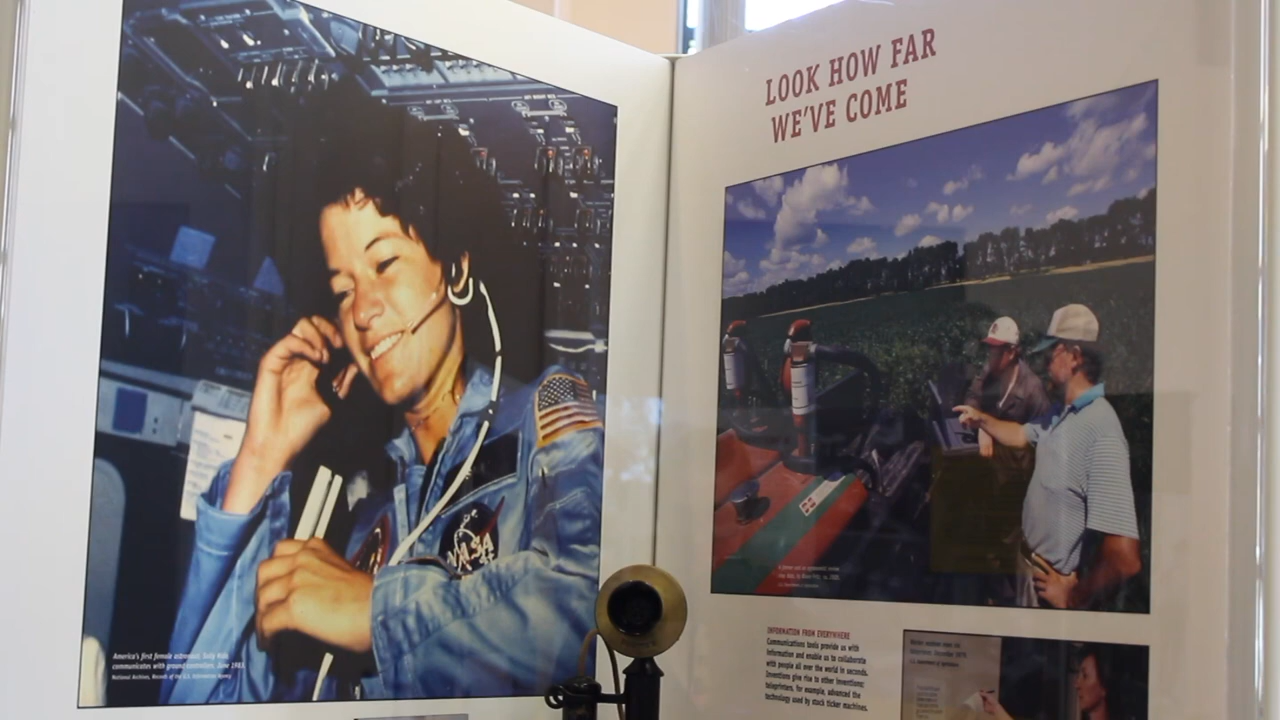 LOOK HOW FAR
WE'VE COME
NASA
America's first female astronaut, Sally Ride,
communicates with ground controllers, June 1983.
National Archives, Records of the U.S. Information Agency
INFORMATION FROM EVERYWHERE
Communications tools provide us with
information and enable us to collaborate
with people all over the world in seconds.
Inventions give rise to other inventions:
teleprinters, for example, advanced the
technology used by stock ticker machines.